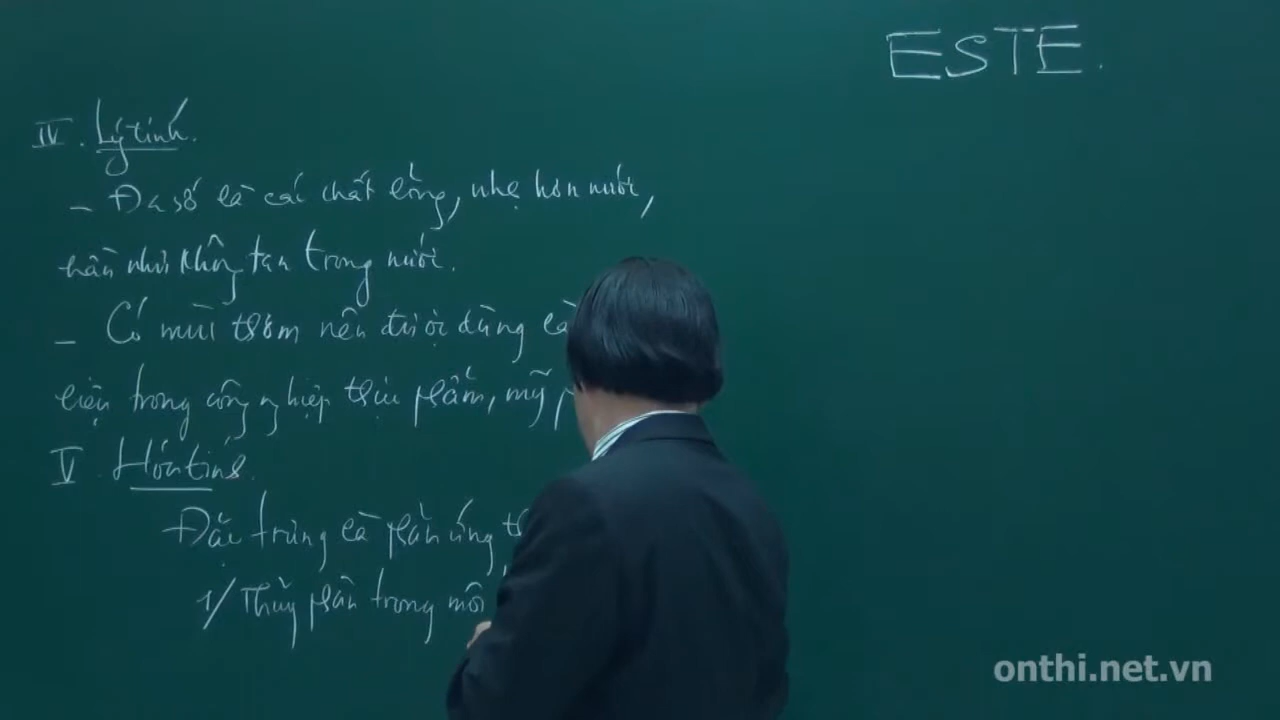 ESTE.
IV. Lý tính.
- Đa số là các chất lỏng, nhẹ hơn nước,
hầu như không tan trong nước.
- Có mùi thơm nên được dùng là
liệu trong công nghiệp thực phẩm, mỹ
V. Hóa tính.
Đặc trưng là phản ứng
1/ Thủy phân trong môi
onthi.net.vn